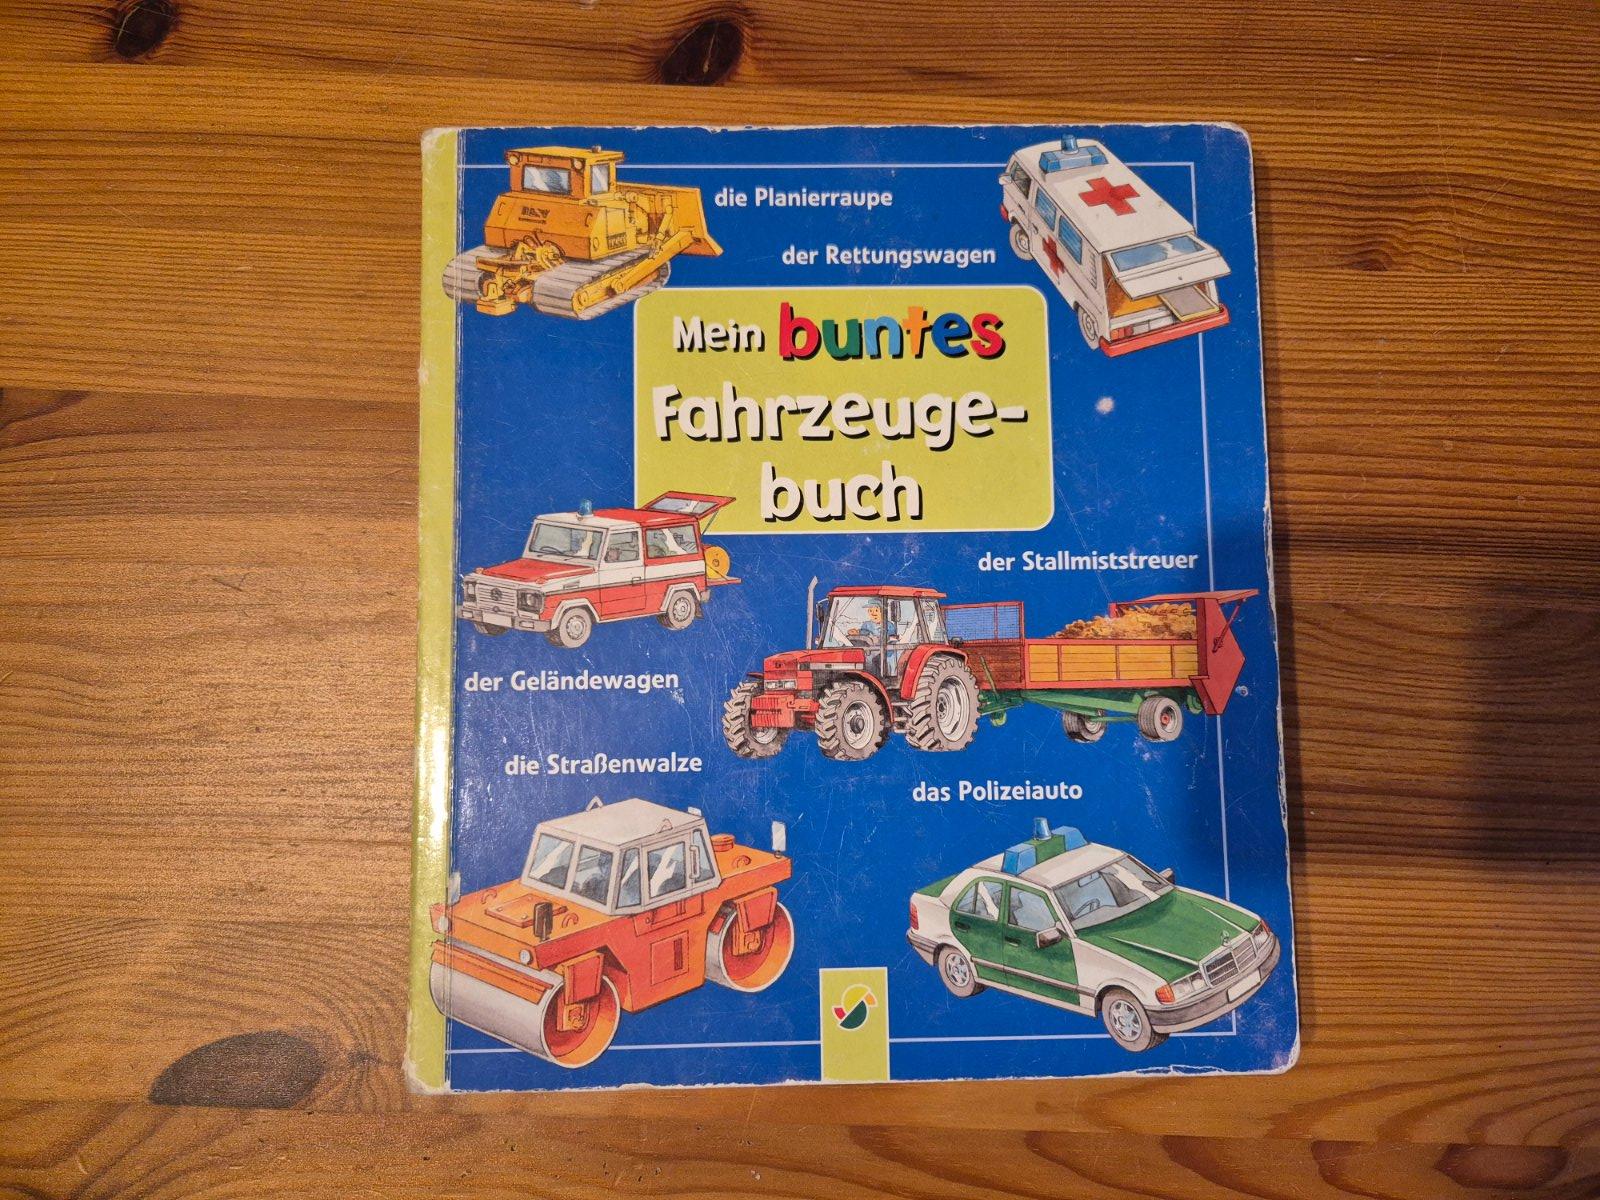 die Planierraupe
der Rettungswagen
Mein buntes
Fahrzeuge-
buch
der Stallmiststreuer
der Geländewagen
die Straßenwalze
das Polizeiauto